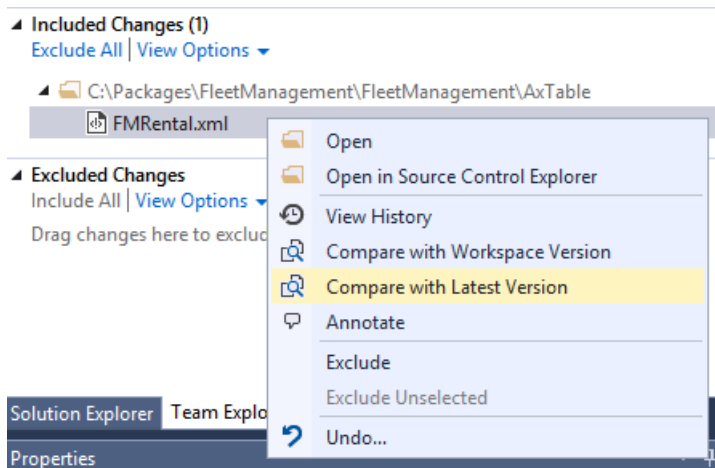 Included Changes (1)
Exclude All | View Options
C:\Packages\FleetManagement\FleetManagement\AxTable
FMRental.xml
Open
Open in Source Control Explorer
View History
Compare with Workspace Version
Compare with Latest Version
Annotate
Exclude
Exclude Unselected
Undo...
Excluded Changes
Include All | View Options
Drag changes here to exclud
Solution Explorer
Team Explo
Properties